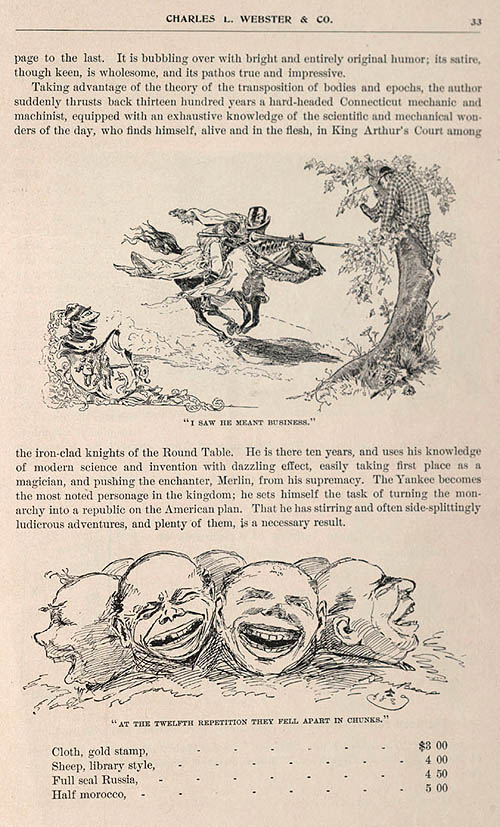 CHARLES L. WEBSTER & CO. 33
page to the last. It is bubbling over with bright and entirely original humor; its satire,
though keen, is wholesome, and its pathos true and impressive.
Taking advantage of the theory of the transposition of bodies and epochs, the author
suddenly thrusts back thirteen hundred years a hard-headed Connecticut mechanic and
machinist, equipped with an exhaustive knowledge of the scientific and mechanical won-
ders of the day, who finds himself, alive and in the flesh, in King Arthur's Court among
"I SAW HE MEANT BUSINESS."
the iron-clad knights of the Round Table. He is there ten years, and uses his knowledge
of modern science and invention with dazzling effect, easily taking first place as a
magician, and pushing the enchanter, Merlin, from his supremacy. The Yankee becomes
the most noted personage in the kingdom; he sets himself the task of turning the mon-
archy into a republic on the American plan. That he has stirring and often side-splittingly
ludicrous adventures, and plenty of them, is a necessary result.
"AT THE TWELFTH REPETITION THEY FELL APART IN CHUNKS."
Cloth, gold stamp, - - - - - - - $3 00
Sheep, library style, - - - - - - - 4 00
Full seal Russia, - - - - - - - 4 50
Half morocco, - - - - - - - 5 00